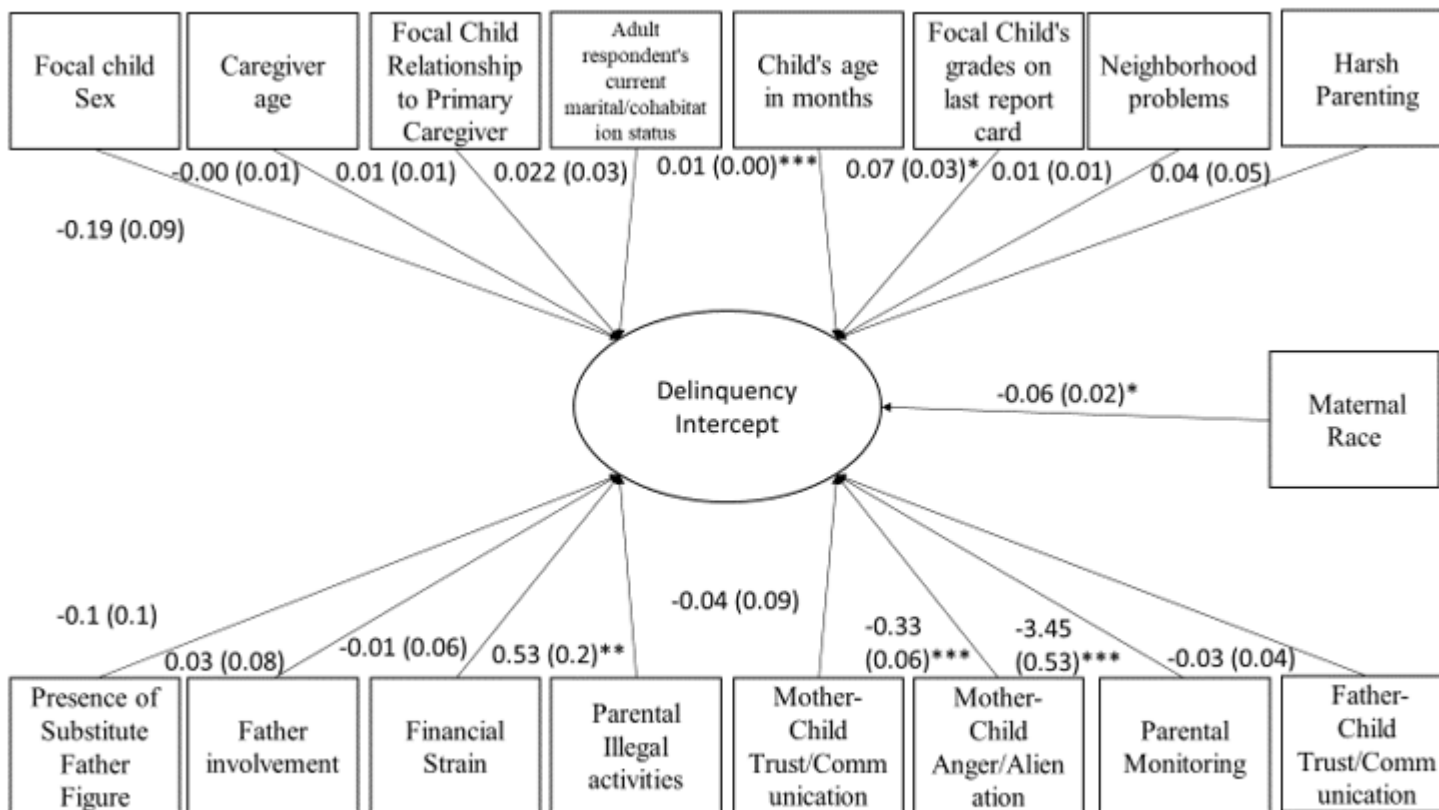 Focal child
Sex
Caregiver
age
Focal Child
Relationship
to Primary
Caregiver
Adult
respondent's
current
marital/cohabitat
ion status
Child's age
in months
Focal Child's
grades on
last report
card
Neighborhood
problems
Harsh
Parenting
-0.00 (0.01)
0.01 (0.01)
0.022 (0.03)
0.01 (0.00)***
0.07 (0.03)*
0.01 (0.01)
0.04 (0.05)
-0.19 (0.09)
Delinquency
Intercept
-0.06 (0.02)*
Maternal
Race
-0.1 (0.1)
0.03 (0.08)
-0.01 (0.06)
0.53 (0.2)**
-0.04 (0.09)
-0.33
(0.06)***
-3.45
(0.53)***
-0.03 (0.04)
Presence of
Substitute
Father
Figure
Father
involvement
Financial
Strain
Parental
Illegal
activities
Mother-
Child
Trust/Comm
unication
Mother-
Child
Anger/Alien
ation
Parental
Monitoring
Father-
Child
Trust/Comm
unication